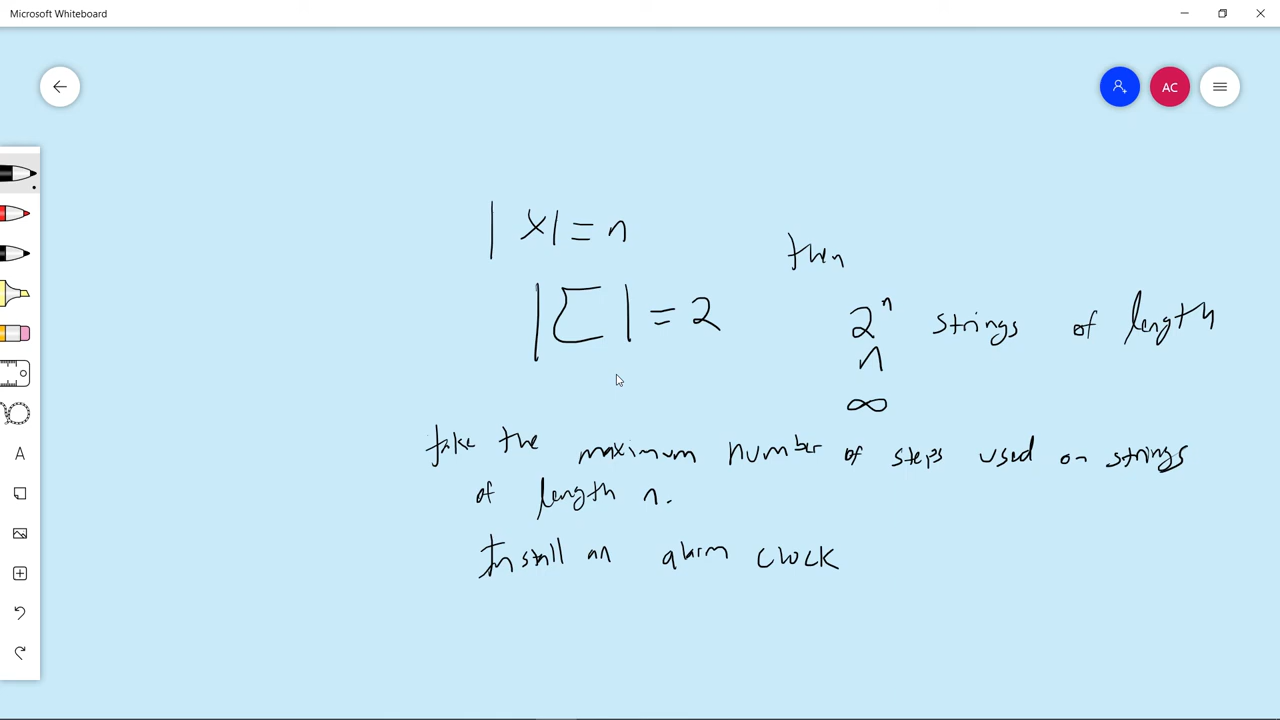 Microsoft Whiteboard
AC
|x|=n
then
|Σ|=2
2ⁿ strings of length
n
∞
take the maximum number of steps used on strings
of length n.
Install an alarm clock
A